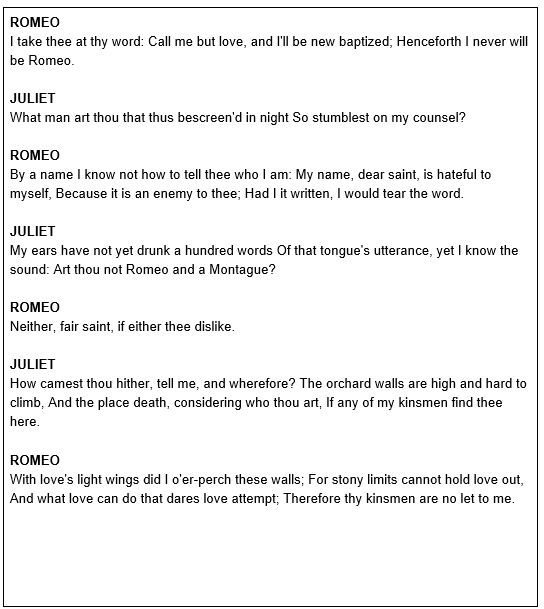 ROMEO
I take thee at thy word: Call me but love, and I'll be new baptized; Henceforth I never will
be Romeo.
JULIET
What man art thou that thus bescreen'd in night So stumblest on my counsel?
ROMEO
By a name I know not how to tell thee who I am: My name, dear saint, is hateful to
myself, Because it is an enemy to thee; Had I it written, I would tear the word.
JULIET
My ears have not yet drunk a hundred words Of that tongue's utterance, yet I know the
sound: Art thou not Romeo and a Montague?
ROMEO
Neither, fair saint, if either thee dislike.
JULIET
How camest thou hither, tell me, and wherefore? The orchard walls are high and hard to
climb, And the place death, considering who thou art, If any of my kinsmen find thee
here.
ROMEO
With love's light wings did I o'er-perch these walls; For stony limits cannot hold love out,
And what love can do that dares love attempt; Therefore thy kinsmen are no let to me.